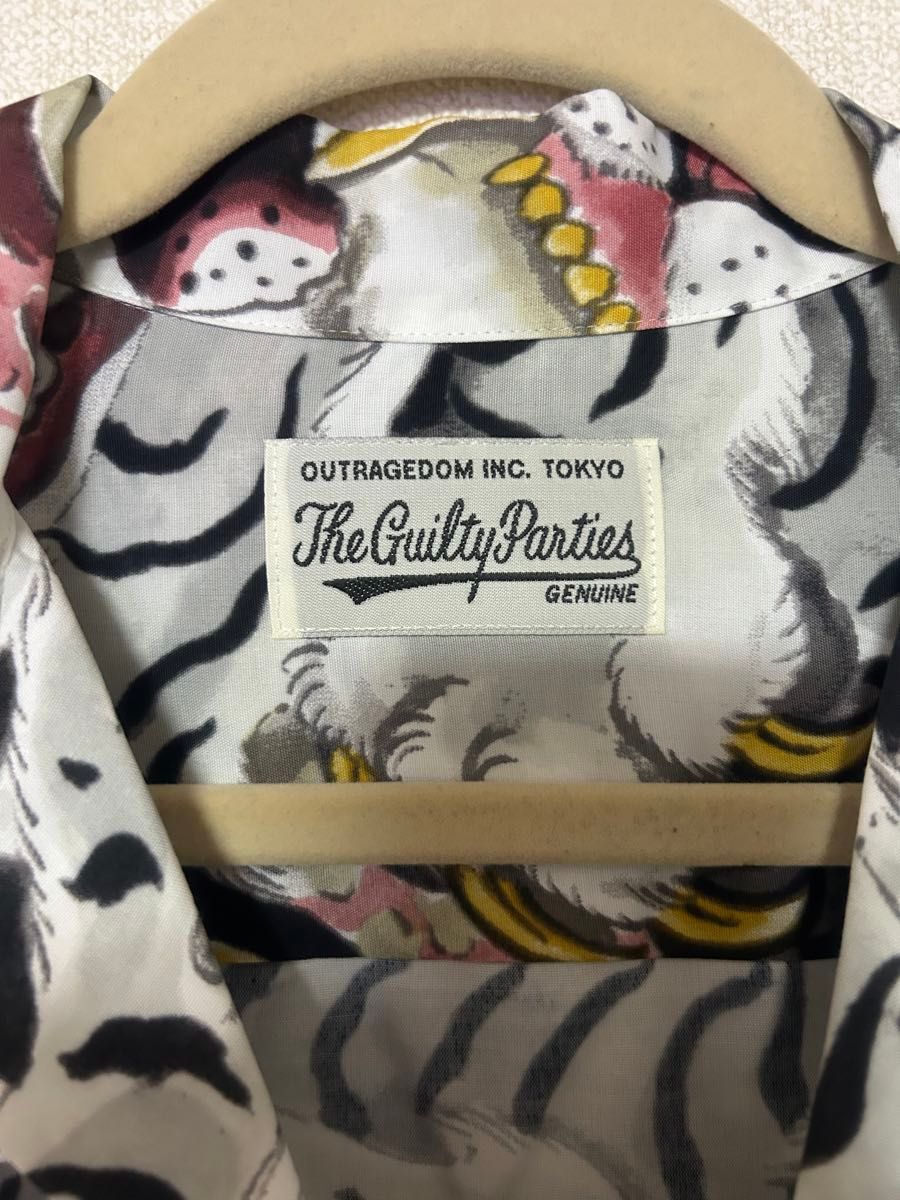 OUTRAGEDOM INC. TOKYO
The Guilty Parties
GENUINE